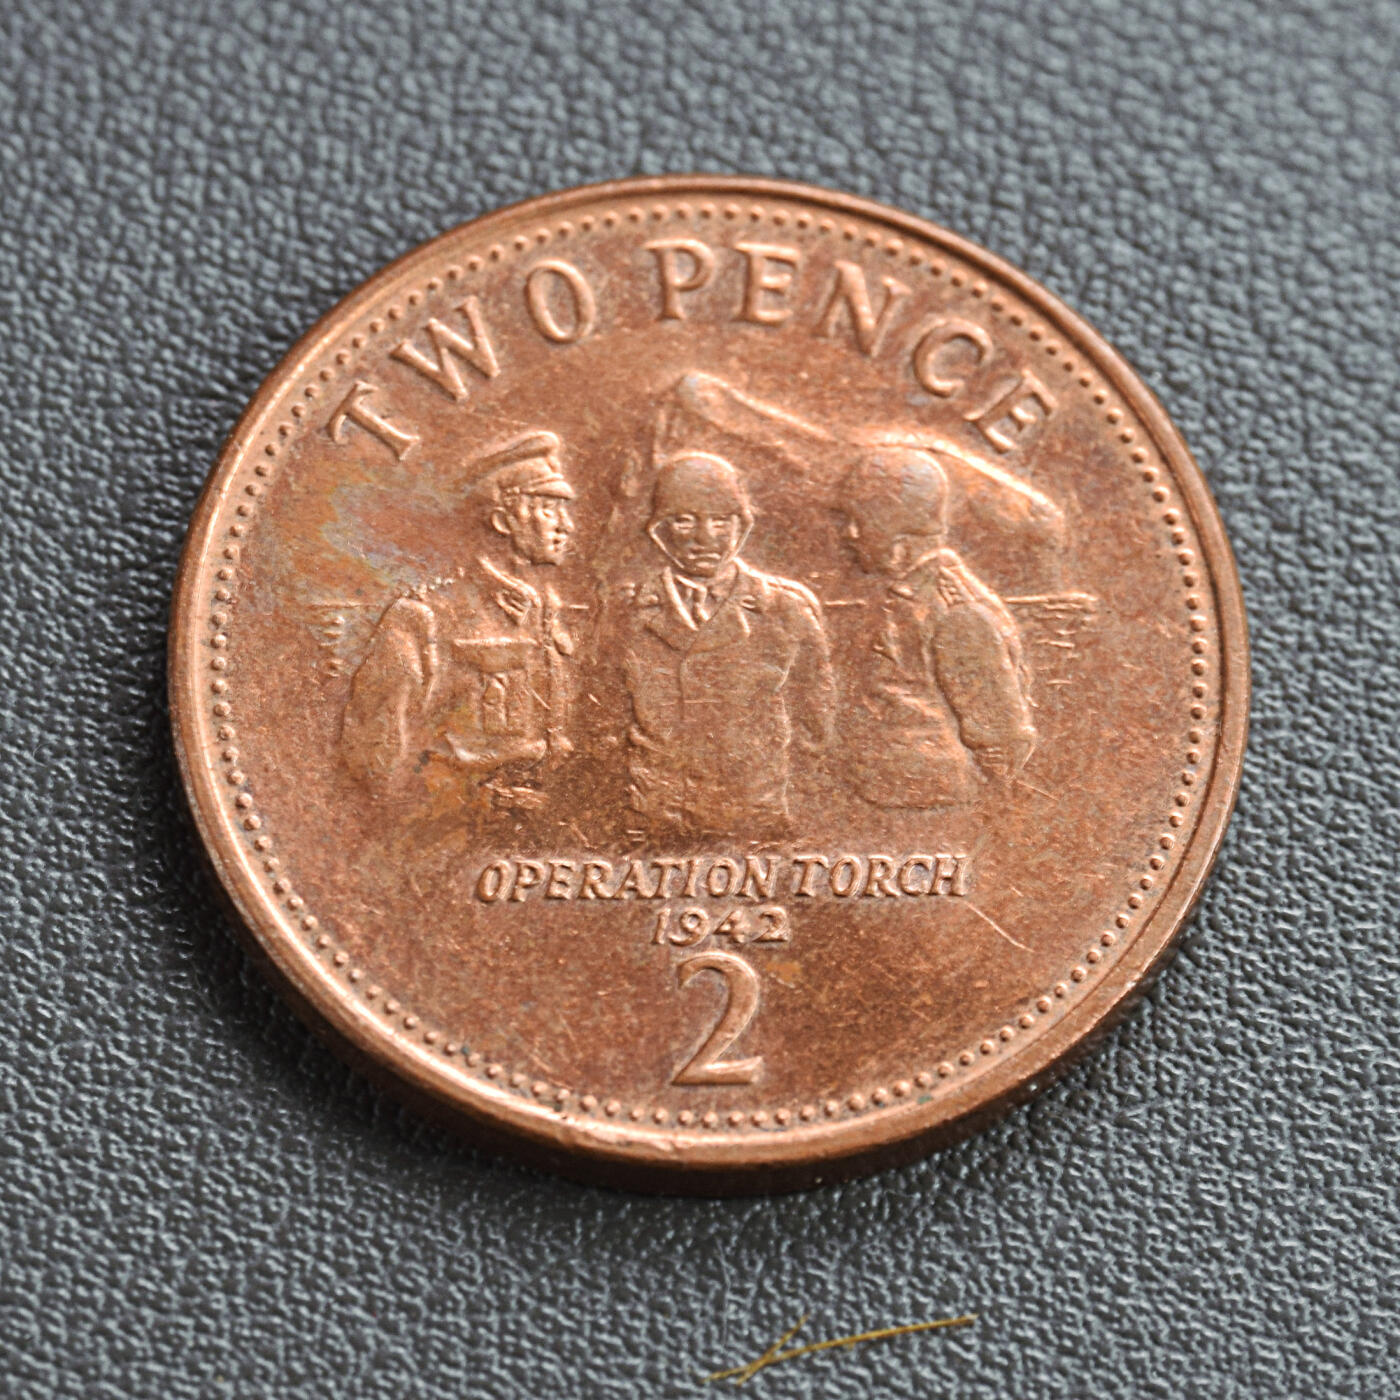 TWO PENCE
OPERATION TORCH
1942
2